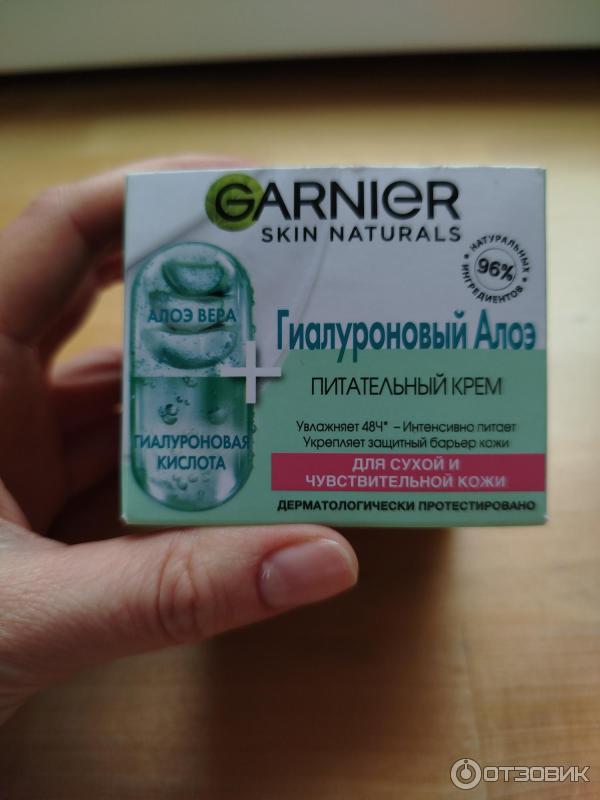 GARNIER
SKIN NATURALS
96%
НАТУРАЛЬНЫХ
ИНГРЕДИЕНТОВ
АЛОЭ ВЕРА
+
ГИАЛУРОНОВАЯ
КИСЛОТА
Гиалуроновый Алоэ
ПИТАТЕЛЬНЫЙ КРЕМ
Увлажняет 48Ч* – Интенсивно питает
Укрепляет защитный барьер кожи
ДЛЯ СУХОЙ И
ЧУВСТВИТЕЛЬНОЙ КОЖИ
ДЕРМАТОЛОГИЧЕСКИ ПРОТЕСТИРОВАНО
ОТЗОВИК